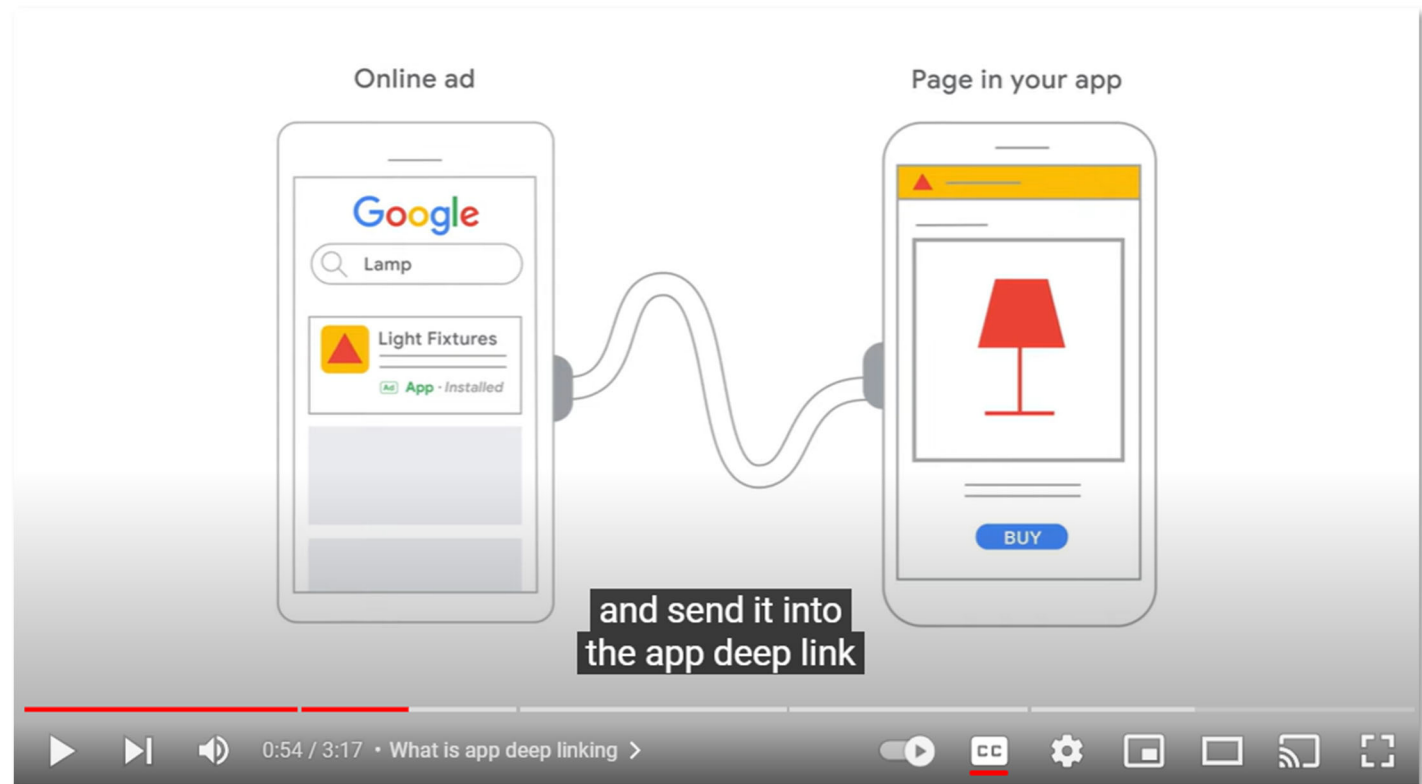 Online ad
Page in your app
Google
Lamp
Light Fixtures
Ad App · Installed
BUY
and send it into
the app deep link
0:54 / 3:17 • What is app deep linking
CC